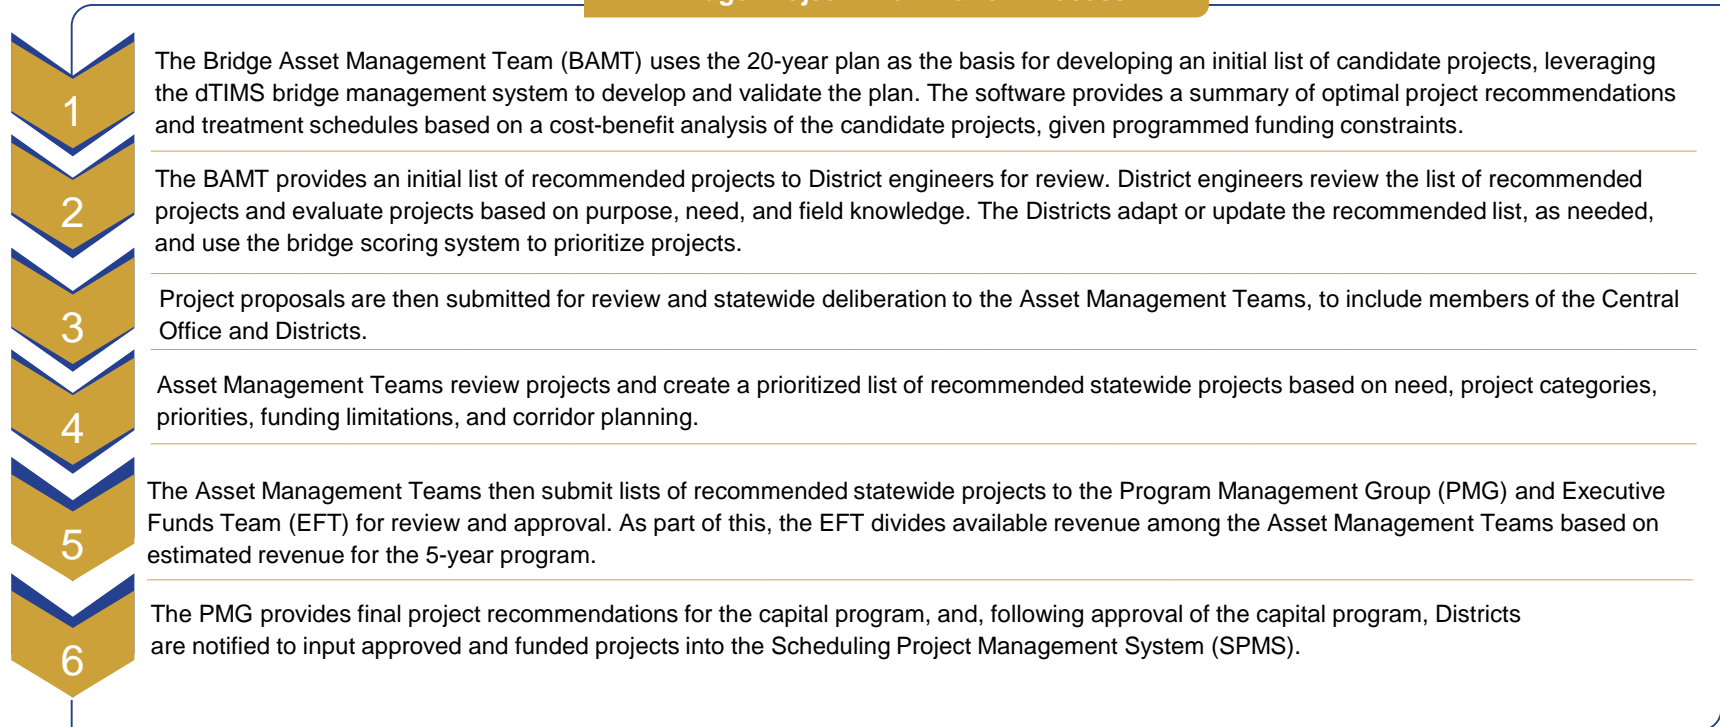 1
The Bridge Asset Management Team (BAMT) uses the 20-year plan as the basis for developing an initial list of candidate projects, leveraging
the dTIMS bridge management system to develop and validate the plan. The software provides a summary of optimal project recommendations
and treatment schedules based on a cost-benefit analysis of the candidate projects, given programmed funding constraints.
2
The BAMT provides an initial list of recommended projects to District engineers for review. District engineers review the list of recommended
projects and evaluate projects based on purpose, need, and field knowledge. The Districts adapt or update the recommended list, as needed,
and use the bridge scoring system to prioritize projects.
3
Project proposals are then submitted for review and statewide deliberation to the Asset Management Teams, to include members of the Central
Office and Districts.
4
Asset Management Teams review projects and create a prioritized list of recommended statewide projects based on need, project categories,
priorities, funding limitations, and corridor planning.
5
The Asset Management Teams then submit lists of recommended statewide projects to the Program Management Group (PMG) and Executive
Funds Team (EFT) for review and approval. As part of this, the EFT divides available revenue among the Asset Management Teams based on
estimated revenue for the 5-year program.
6
The PMG provides final project recommendations for the capital program, and, following approval of the capital program, Districts
are notified to input approved and funded projects into the Scheduling Project Management System (SPMS).